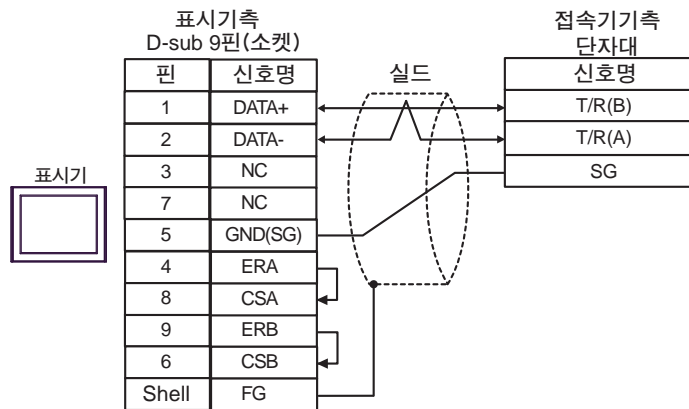 표시기측
D-sub 9핀(소켓)
접속기기측
단자대
핀 신호명
실드
신호명
1 DATA+
T/R(B)
2 DATA-
T/R(A)
3 NC
SG
표시기
7 NC
5 GND(SG)
4 ERA
8 CSA
9 ERB
6 CSB
Shell FG